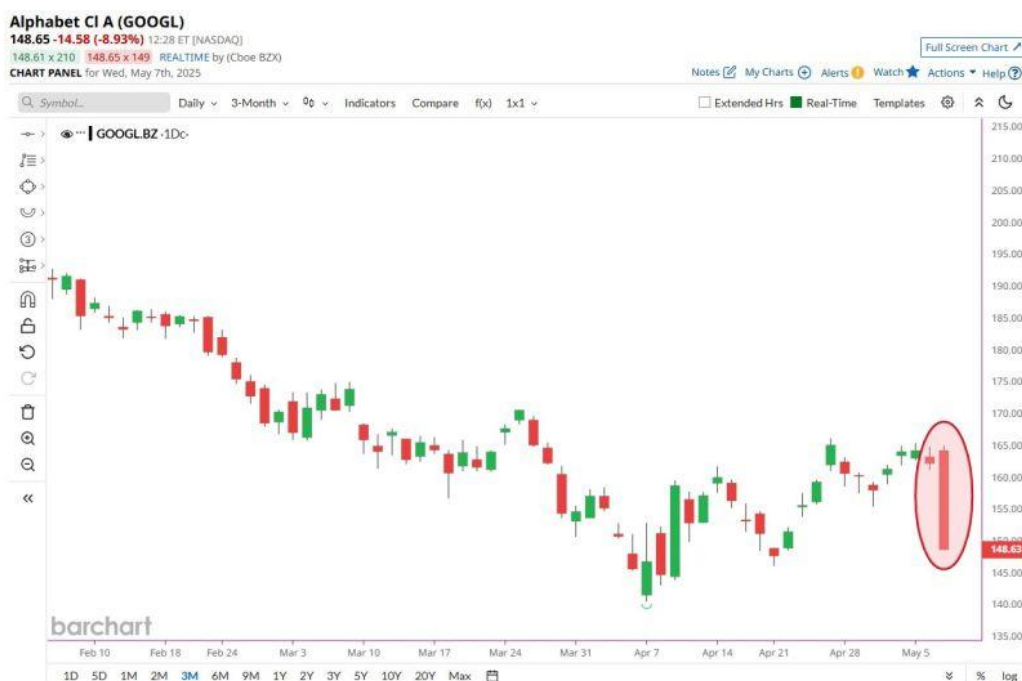 Alphabet Cl A (GOOGL)
148.65 -14.58 (-8.93%) 12:28 ET [NASDAQ]
148.61 x 210 148.65 x 149 REALTIME by (Cboe BZX)
Full Screen Chart
CHART PANEL for Wed, May 7th, 2025
Notes My Charts Alerts Watch Actions Help
Symbol... Daily 3-Month Indicators Compare f(x) 1x1 Extended Hrs Real-Time Templates
GOOGL.BZ ·1Dc·
215.00
210.00
205.00
200.00
195.00
190.00
185.00
180.00
175.00
170.00
165.00
160.00
155.00
150.00
148.63
145.00
140.00
135.00
barchart
Feb 10 Feb 18 Feb 24 Mar 3 Mar 10 Mar 17 Mar 24 Mar 31 Apr 7 Apr 14 Apr 21 Apr 28 May 5
1D 5D 1M 2M 3M 6M 9M 1Y 2Y 3Y 5Y 10Y 20Y Max % log